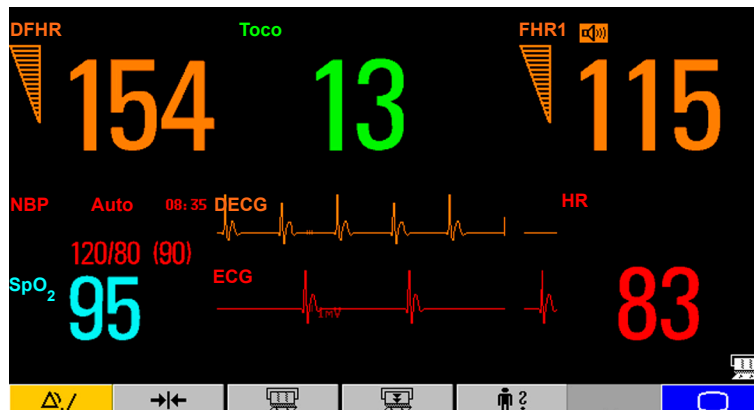 DFHR Toco FHR1
154 13 115
NBP Auto 08:35 DECG HR
120/80 (90)
SpO2 ECG
95 83
1mV